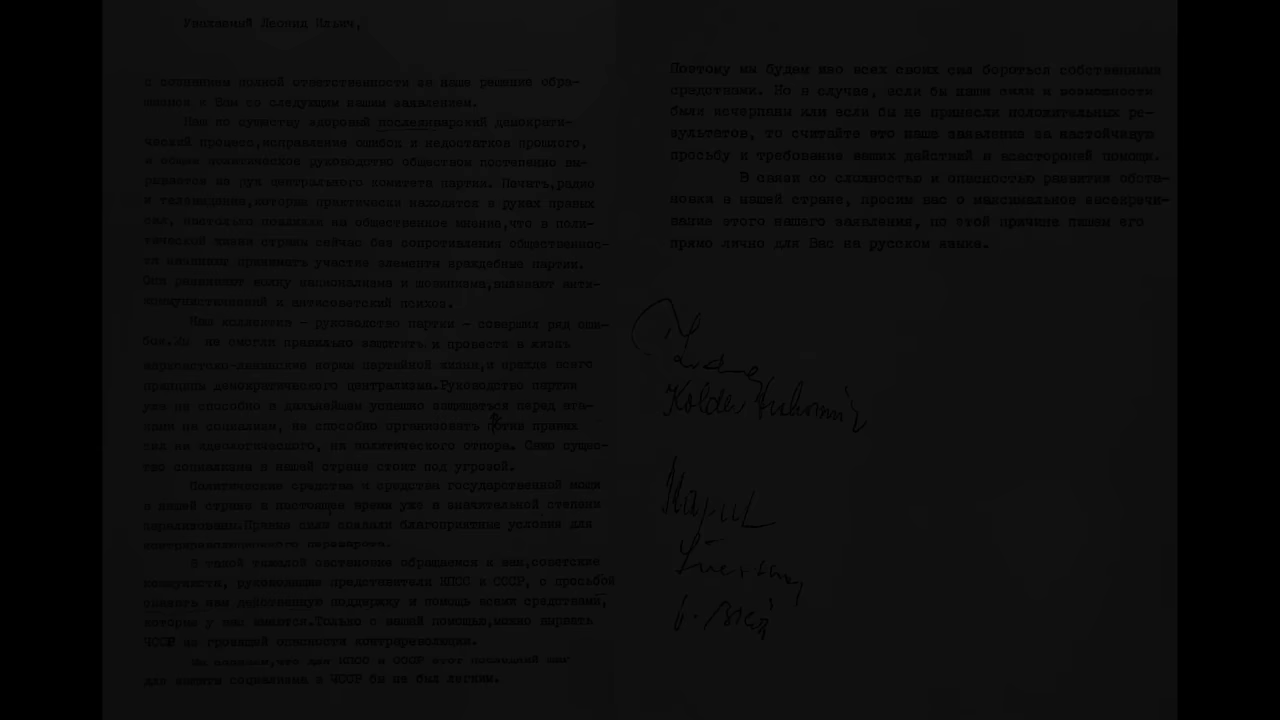 Уважаемый Леонид Ильич,
с сознанием полной ответственности за наше решение обра-
щаемся к Вам со следующим нашим заявлением.
Наш по существу здоровый послеянварский демократи-
ческий процесс,исправление ошибок и недостатков прошлого,
и общее политическое руководство обществом постепенно вы-
рывается из рук центрального комитета партии. Печать,радио
и телевидение,которые практически находятся в руках правых
сил, настолько повлияли на общественное мнение,что в поли-
тической жизни страны сейчас без сопротивления общественнос-
ти начинают принимать участие элементы враждебные партии.
Они развивают волну национализма и шовинизма,вызывают анти-
коммунистический и антисоветский психоз.
Наш коллектив - руководство партии - совершил ряд оши-
бок. не смогли правильно защитить и провести в жизнь
марксистско-ленинские нормы партийной жизни,и прежде всего
принципы демократического централизма.Руководство партии
уже не способно в дальнейшем успешно защищаться перед ата-
ками на социализм, не способно организовать против правых
сил ни идеологического, ни политического отпора. Само сущес-
тво социализма в нашей стране стоит под угрозой.
Политические средства и средства государственной мощи
в нашей стране в настоящее время уже в значительной степени
парализованы.Правые силы создали благоприятные условия для
контрреволюционного переворота.
В такой тяжелой обстановке обращаемся к вам,советские
коммунисты, руководящие представители КПСС и СССР, с просьбой
оказать нам действенную поддержку и помощь всеми средствами,
которые у вас имеются.Только с вашей помощью,можно вырвать
ЧССР из грозящей опасности контрреволюции.
Мы сознаем,что для КПСС и СССР этот последний шаг
для защиты социализма в ЧССР бы не был легким.
Поэтому мы будем изо всех своих сил бороться собственными
средствами. Но в случае, если бы наши силы и возможности
были исчерпаны или если бы не принесли положительных ре-
зультатов, то считайте это наше заявление за настойчивую
просьбу и требование ваших действий и всесторонней помощи.
В связи со сложностью и опасностью развития обста-
новки в нашей стране, просим вас о максимальное засекречи-
вание этого нашего заявления, по этой причине пишем его
прямо лично для Вас на русском языке.
Kolder